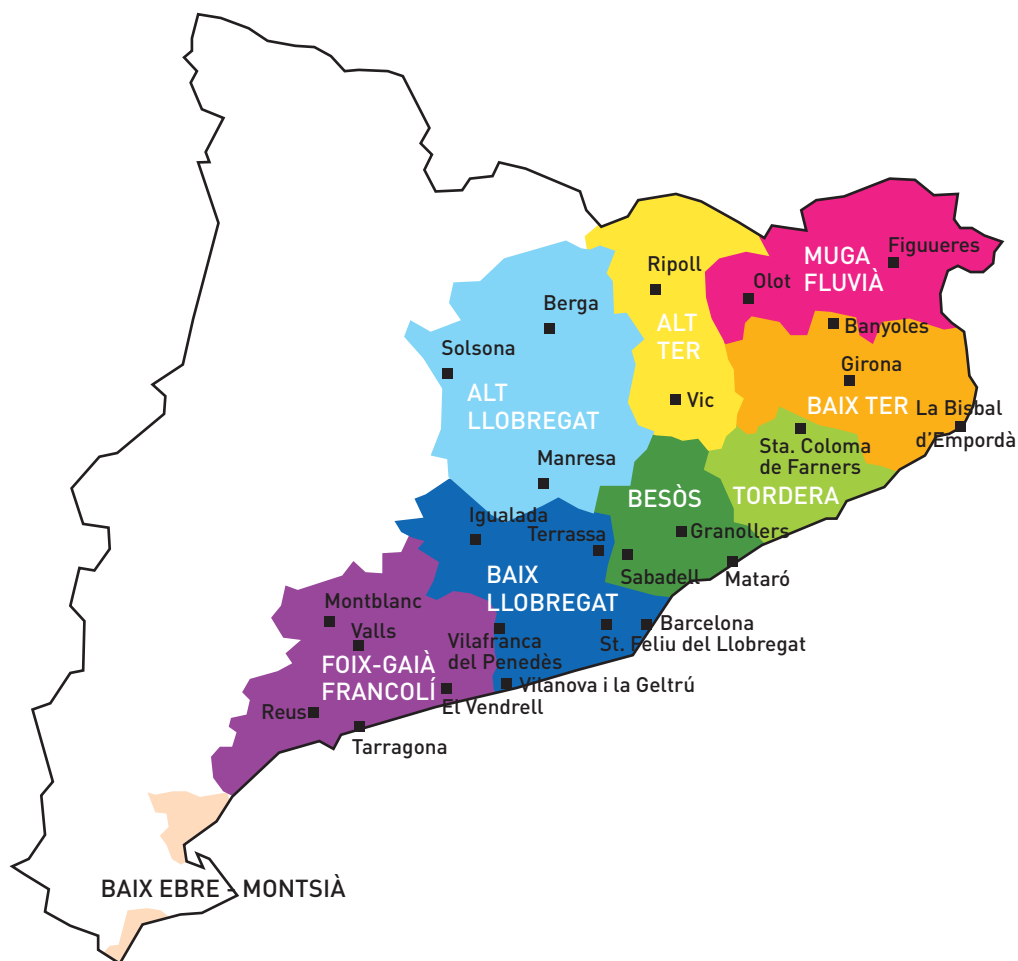 MUGA
FLUVIÀ
Figuueres
Ripoll
Olot
Berga
ALT
TER
Banyoles
Solsona
Girona
ALT
LLOBREGAT
Vic
BAIX TER
La Bisbal
d'Empordà
Sta. Coloma
de Farners
Manresa
BESÒS
TORDERA
Igualada
Terrassa
Granollers
BAIX
LLOBREGAT
Sabadell
Mataró
Montblanc
Valls
Vilafranca
del Penedès
Barcelona
St. Feliu del Llobregat
FOIX-GAIÀ
FRANCOLÍ
Vilanova i la Geltrú
El Vendrell
Reus
Tarragona
BAIX EBRE - MONTSIÀ